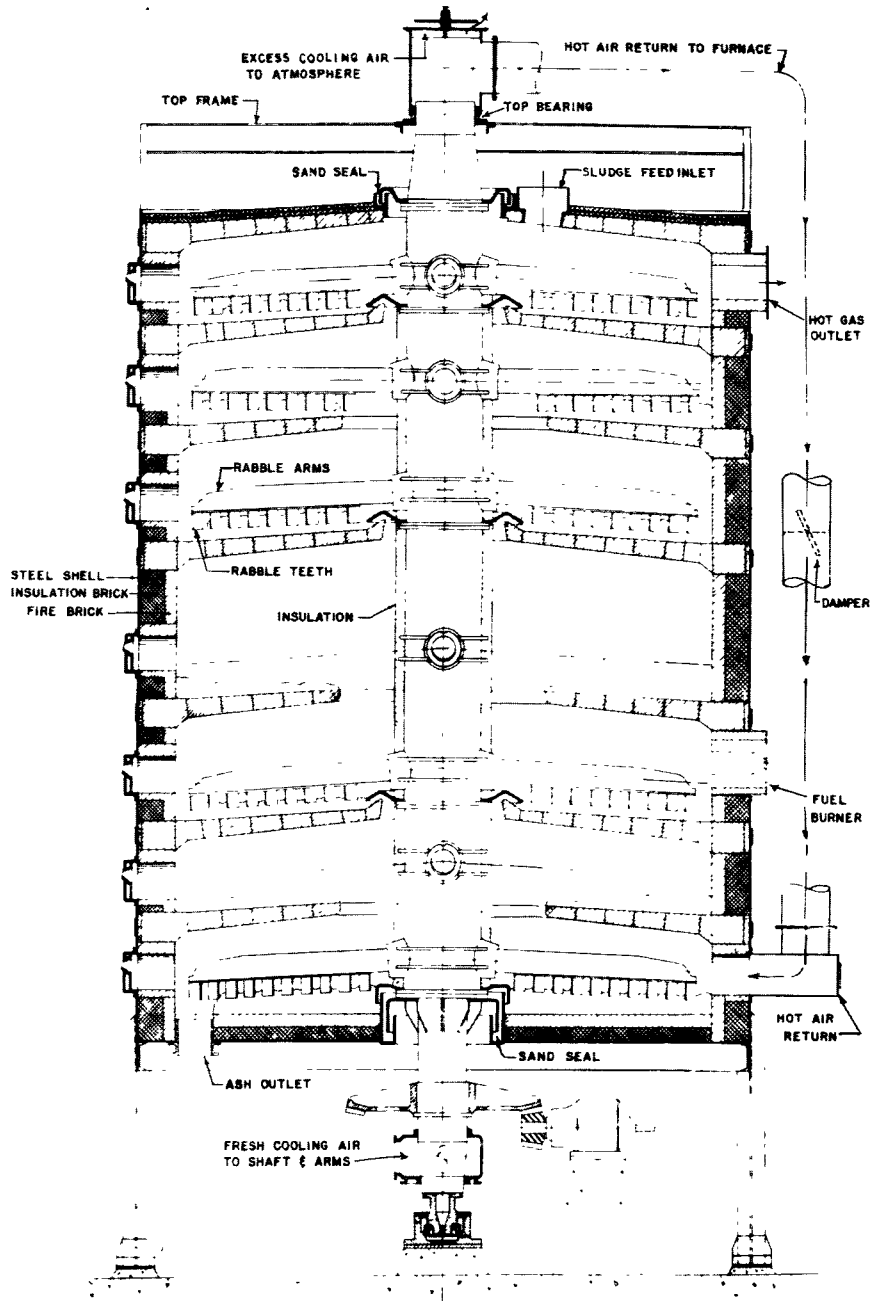 EXCESS COOLING AIR
TO ATMOSPHERE
HOT AIR RETURN TO FURNACE
TOP FRAME
TOP BEARING
SAND SEAL
SLUDGE FEED INLET
HOT GAS
OUTLET
RABBLE ARMS
RABBLE TEETH
STEEL SHELL
INSULATION BRICK
FIRE BRICK
INSULATION
DAMPER
FUEL
BURNER
HOT AIR
RETURN
SAND SEAL
ASH OUTLET
FRESH COOLING AIR
TO SHAFT & ARMS